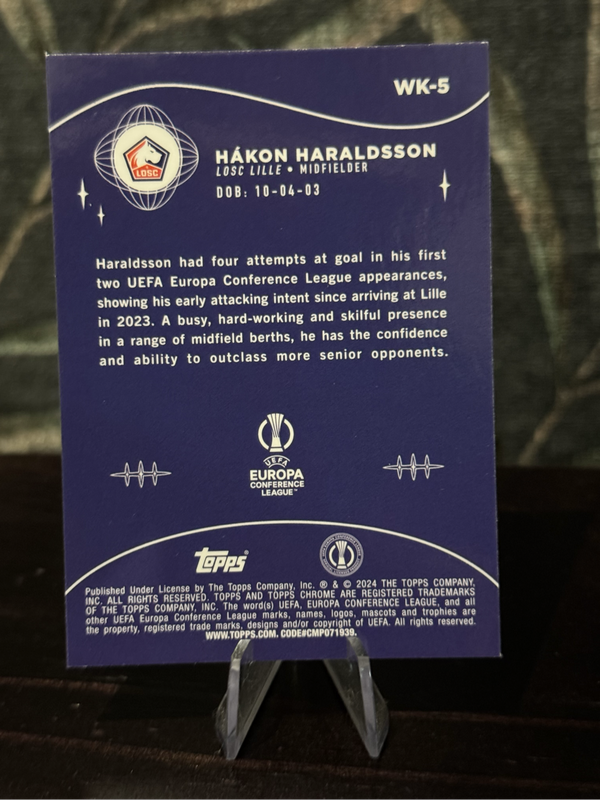 WK-5
LOSC
HÁKON HARALDSSON
LOSC LILLE • MIDFIELDER
DOB: 10-04-03
Haraldsson had four attempts at goal in his first
two UEFA Europa Conference League appearances,
showing his early attacking intent since arriving at Lille
in 2023. A busy, hard-working and skilful presence
in a range of midfield berths, he has the confidence
and ability to outclass more senior opponents.
UEFA
EUROPA
CONFERENCE
LEAGUE™
topps®
Published Under License by The Topps Company, Inc. ® & © 2024 THE TOPPS COMPANY,
INC. ALL RIGHTS RESERVED. TOPPS AND TOPPS CHROME ARE REGISTERED TRADEMARKS
OF THE TOPPS COMPANY, INC. The word(s) UEFA, EUROPA CONFERENCE LEAGUE, and all
other UEFA Europa Conference League marks, names, logos, mascots and trophies are
the property, registered trade marks, designs and/or copyright of UEFA. All rights reserved.
WWW.TOPPS.COM. CODE#CMP071939.